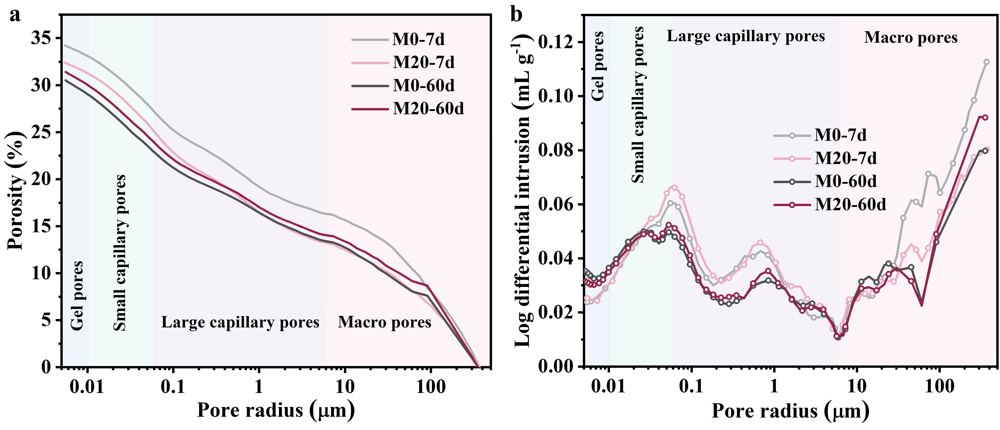 a
35
30
25
20
15
10
5
0
Porosity (%)
M0-7d
M20-7d
M0-60d
M20-60d
Gel pores
Small capillary pores
Large capillary pores
Macro pores
0.01
0.1
1
10
100
Pore radius (μm)
b
0.12
0.10
0.08
0.06
0.04
0.02
0.00
Log differential intrusion (mL g⁻¹)
Gel pores
Small capillary pores
Large capillary pores
Macro pores
M0-7d
M20-7d
M0-60d
M20-60d
0.01
0.1
1
10
100
Pore radius (μm)